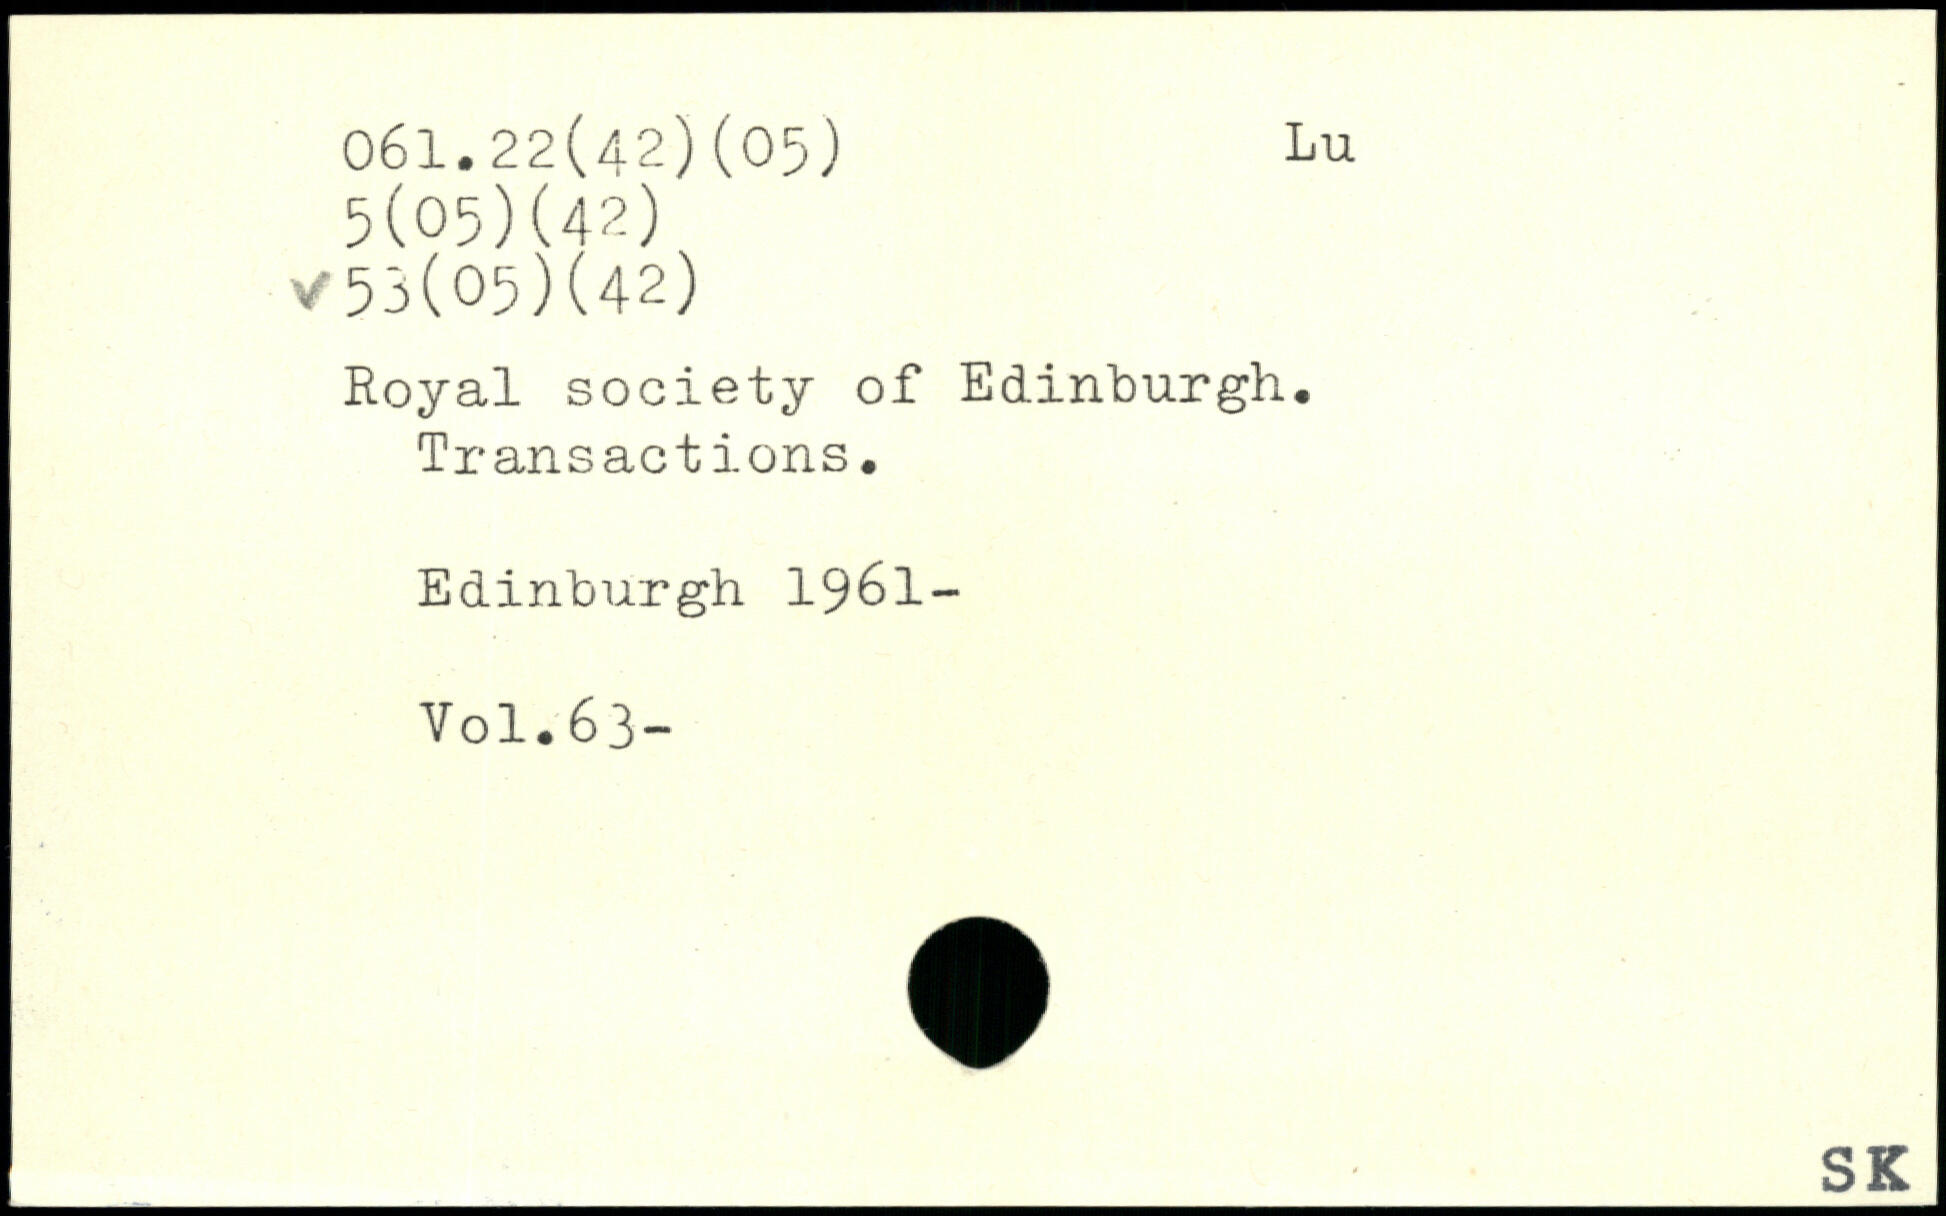 061.22(42)(05) Lu
5(05)(42)
✓53(05)(42)
Royal society of Edinburgh.
Transactions.
Edinburgh 1961-
Vol.63-
SK